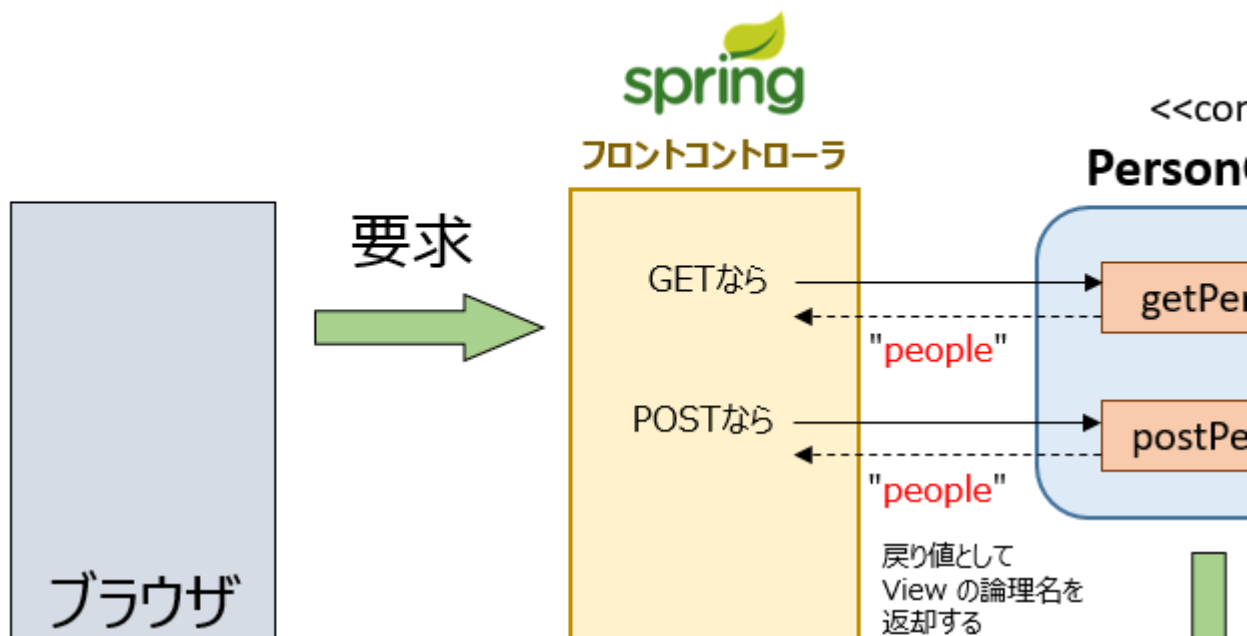 spring
フロントコントローラ
<<cor
Person
要求
GETなら
getPer
"people"
POSTなら
postPe
"people"
戻り値として
View の論理名を
返却する
ブラウザ